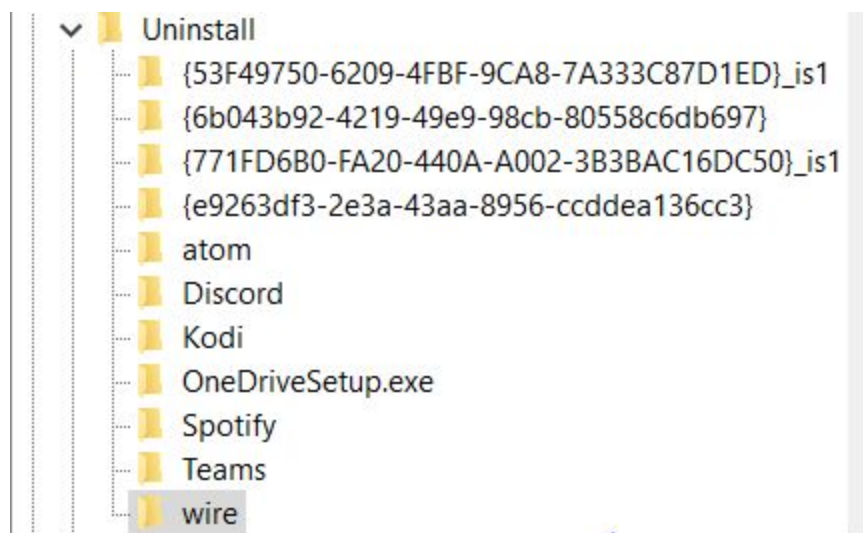 Uninstall
{53F49750-6209-4FBF-9CA8-7A333C87D1ED}_is1
{6b043b92-4219-49e9-98cb-80558c6db697}
{771FD6B0-FA20-440A-A002-3B3BAC16DC50}_is1
{e9263df3-2e3a-43aa-8956-ccddea136cc3}
atom
Discord
Kodi
OneDriveSetup.exe
Spotify
Teams
wire